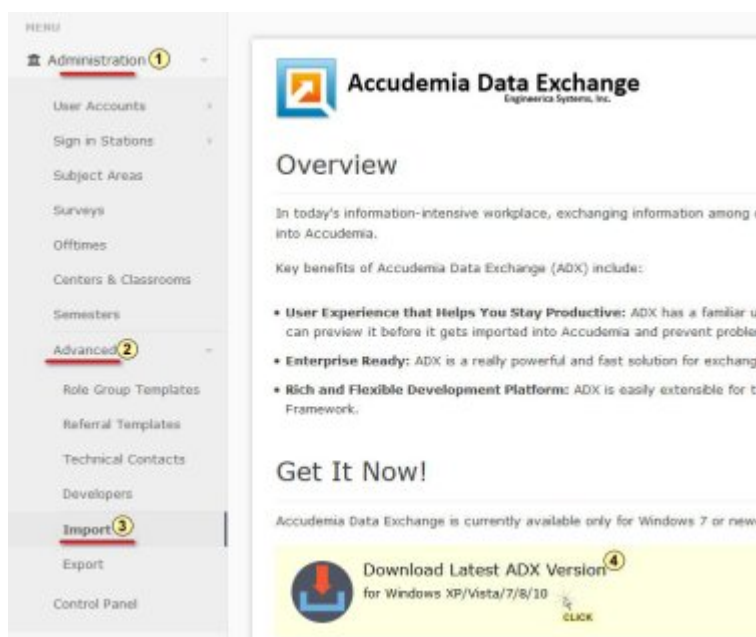 MENU
Administration 1
User Accounts
Sign in Stations
Subject Areas
Surveys
Offtimes
Centers & Classrooms
Semesters
Advanced 2
Role Group Templates
Referral Templates
Technical Contacts
Developers
Import 3
Export
Control Panel
Accudemia Data Exchange
Engineerica Systems, Inc.
Overview
In today's information-intensive workplace, exchanging information among
into Accudemia.
Key benefits of Accudemia Data Exchange (ADX) include:
• User Experience that Helps You Stay Productive: ADX has a familiar u
can preview it before it gets imported into Accudemia and prevent proble
• Enterprise Ready: ADX is a really powerful and fast solution for exchang
• Rich and Flexible Development Platform: ADX is easily extensible for t
Framework.
Get It Now!
Accudemia Data Exchange is currently available only for Windows 7 or new
Download Latest ADX Version 4
for Windows XP/Vista/7/8/10
CLICK